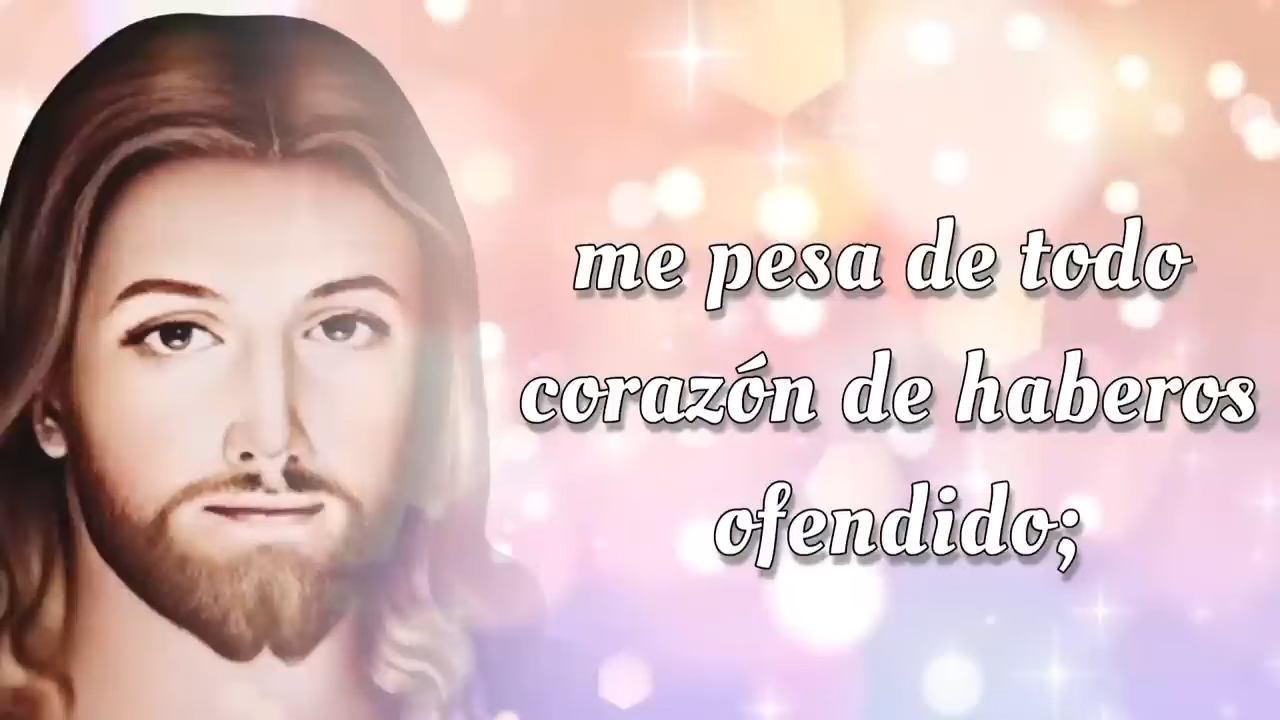 me pesa de todo
corazón de haberos
ofendido;